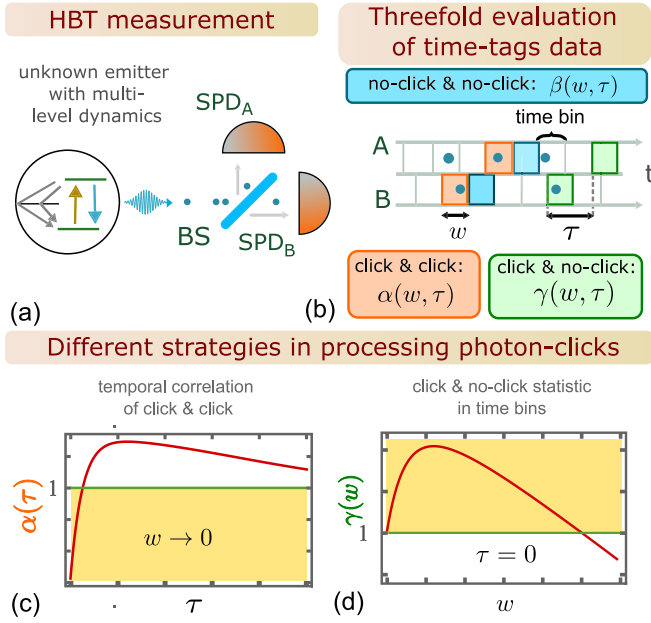 HBT measurement
unknown emitter
with multi-
level dynamics
SPD_A
BS
SPD_B
(a)
Threefold evaluation
of time-tags data
no-click & no-click: β(w, τ)
time bin
A
B
t
w
τ
click & click:
α(w, τ)
click & no-click:
γ(w, τ)
(b)
Different strategies in processing photon-clicks
temporal correlation
of click & click
α(τ)
1
w → 0
(c)
τ
click & no-click statistic
in time bins
γ(w)
1
τ = 0
(d)
w